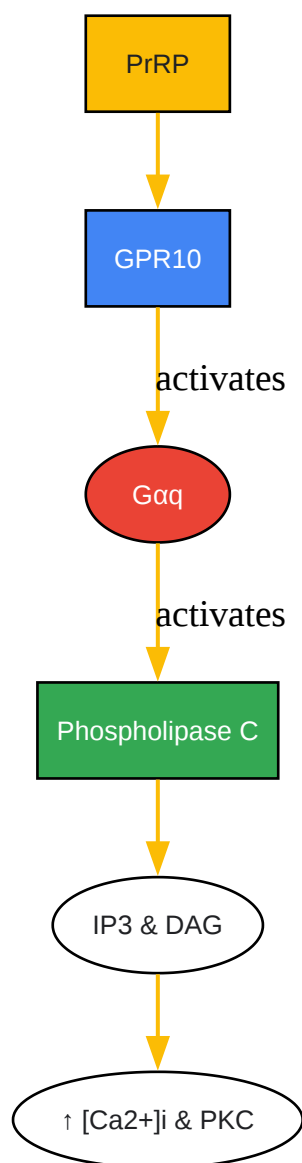 PrRP
GPR10
activates
Gαq
activates
Phospholipase C
IP3 & DAG
↑ [Ca2+]i & PKC